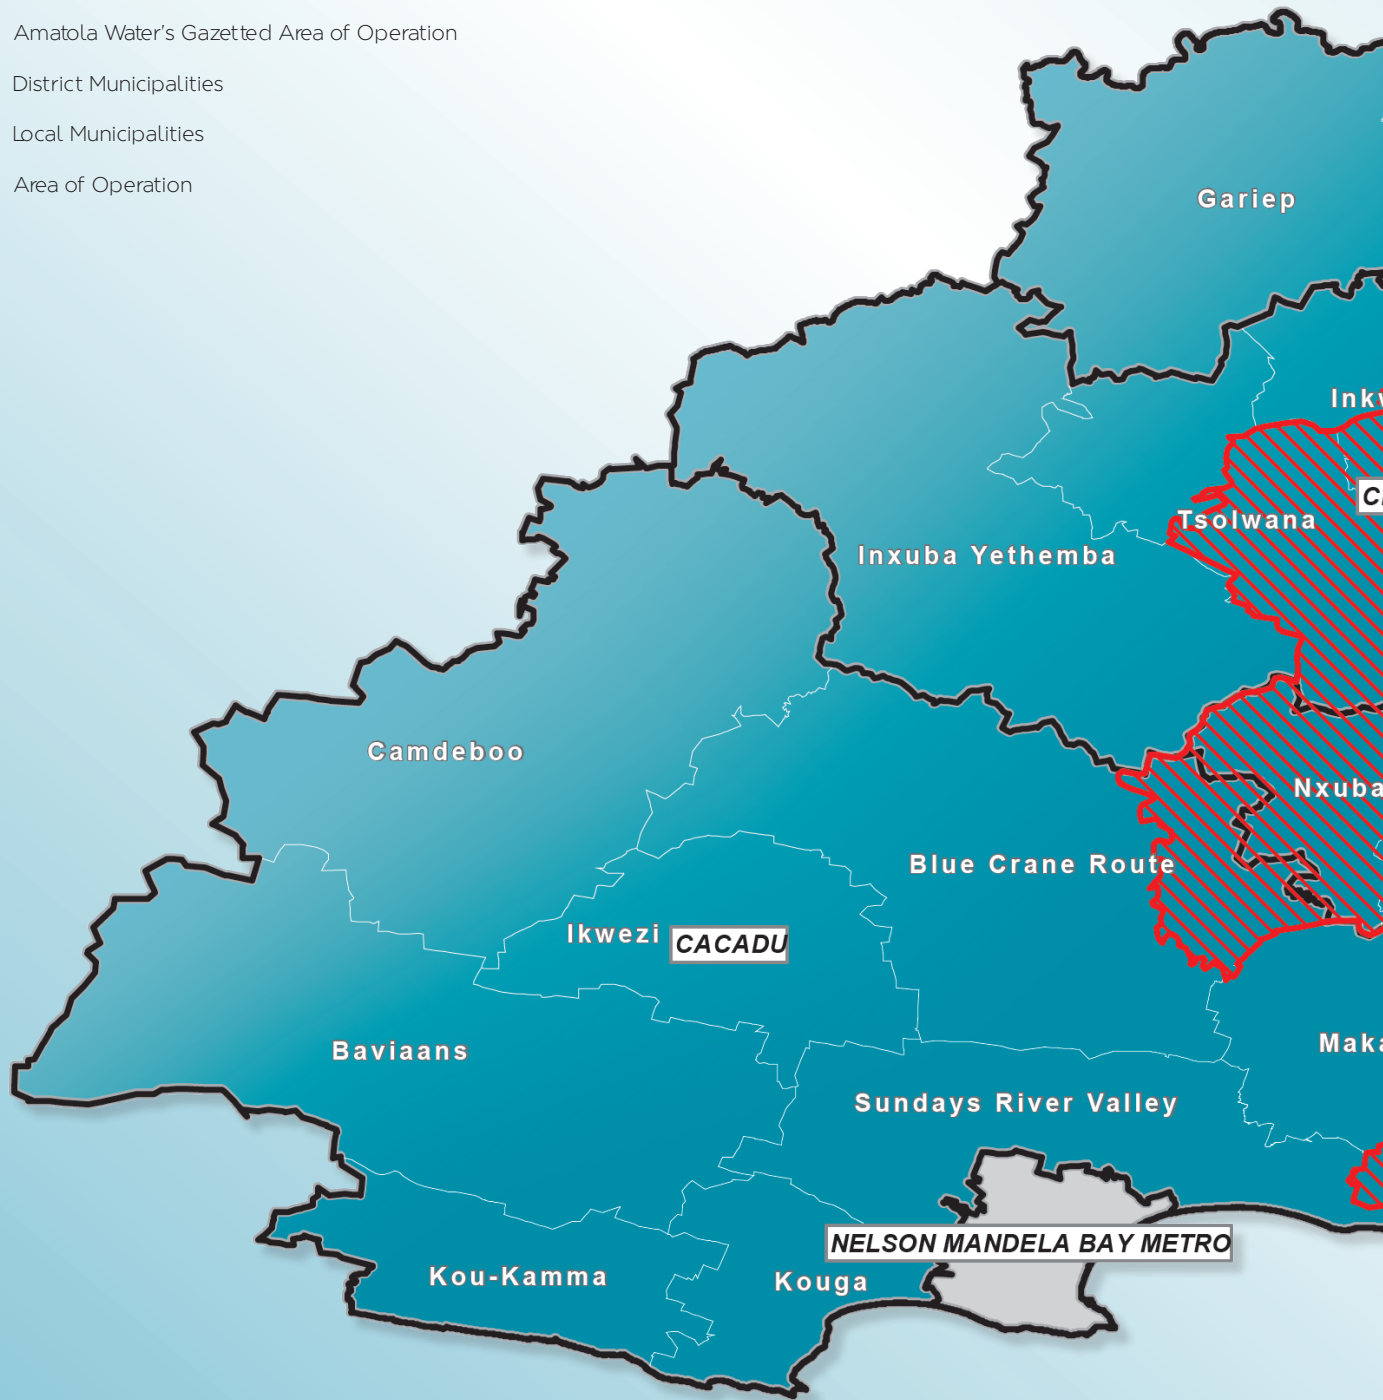 Amatola Water's Gazetted Area of Operation
District Municipalities
Local Municipalities
Area of Operation
Gariep
Tsolwana
Inxuba Yethemba
Camdeboo
Nxuba
Blue Crane Route
Ikwezi
CACADU
Baviaans
Sundays River Valley
NELSON MANDELA BAY METRO
Kou-Kamma
Kouga